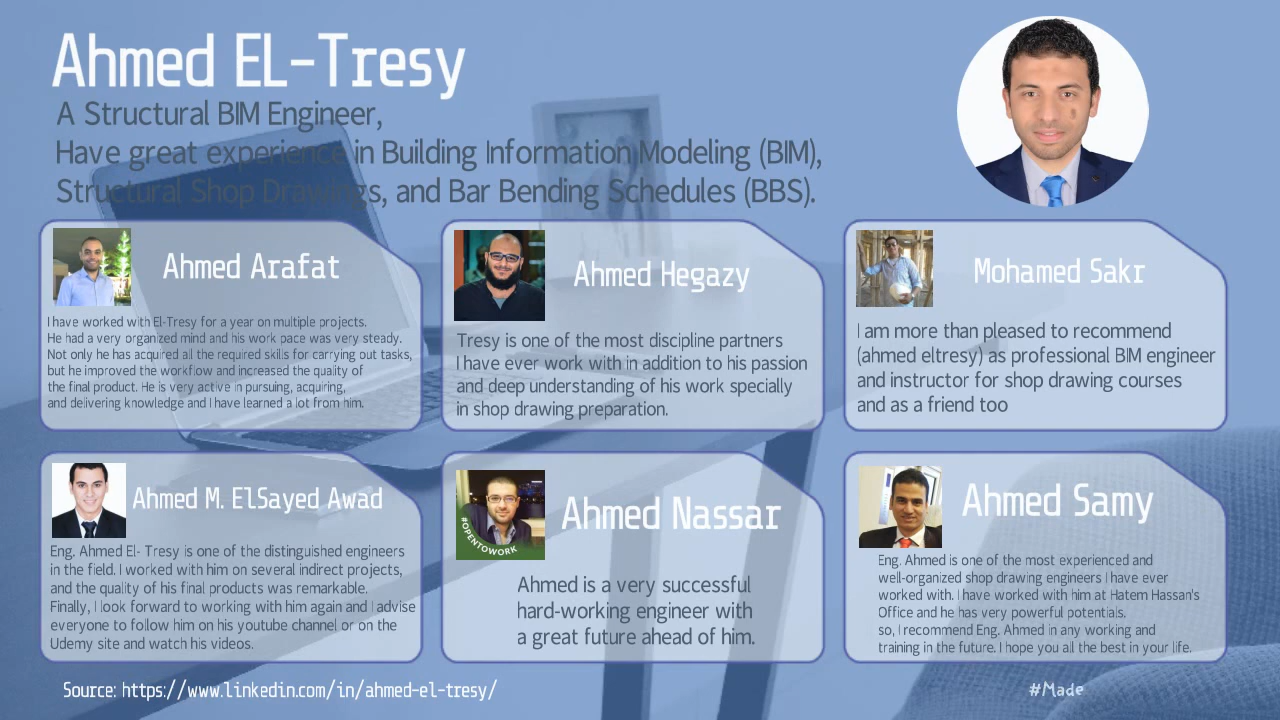 Ahmed EL-Tresy
A Structural BIM Engineer,
Have great experience in Building Information Modeling (BIM),
Structural Shop Drawings, and Bar Bending Schedules (BBS).
Ahmed Arafat
I have worked with El-Tresy for a year on multiple projects.
He had a very organized mind and his work pace was very steady.
Not only he has acquired all the required skills for carrying out tasks,
but he improved the workflow and increased the quality of
the final product. He is very active in pursuing, acquiring,
and delivering knowledge and I have learned a lot from him.
Ahmed Hegazy
Tresy is one of the most discipline partners
I have ever work with in addition to his passion
and deep understanding of his work specially
in shop drawing preparation.
Mohamed Sakr
I am more than pleased to recommend
(ahmed eltresy) as professional BIM engineer
and instructor for shop drawing courses
and as a friend too
Ahmed M. ElSayed Awad
Eng. Ahmed El- Tresy is one of the distinguished engineers
in the field. I worked with him on several indirect projects,
and the quality of his final products was remarkable.
Finally, I look forward to working with him again and I advise
everyone to follow him on his youtube channel or on the
Udemy site and watch his videos.
#OPENTOWORK
Ahmed Nassar
Ahmed is a very successful
hard-working engineer with
a great future ahead of him.
Ahmed Samy
Eng. Ahmed is one of the most experienced and
well-organized shop drawing engineers I have ever
worked with. I have worked with him at Hatem Hassan's
Office and he has very powerful potentials.
so, I recommend Eng. Ahmed in any working and
training in the future. I hope you all the best in your life.
Source: https://www.linkedin.com/in/ahmed-el-tresy/
#Made